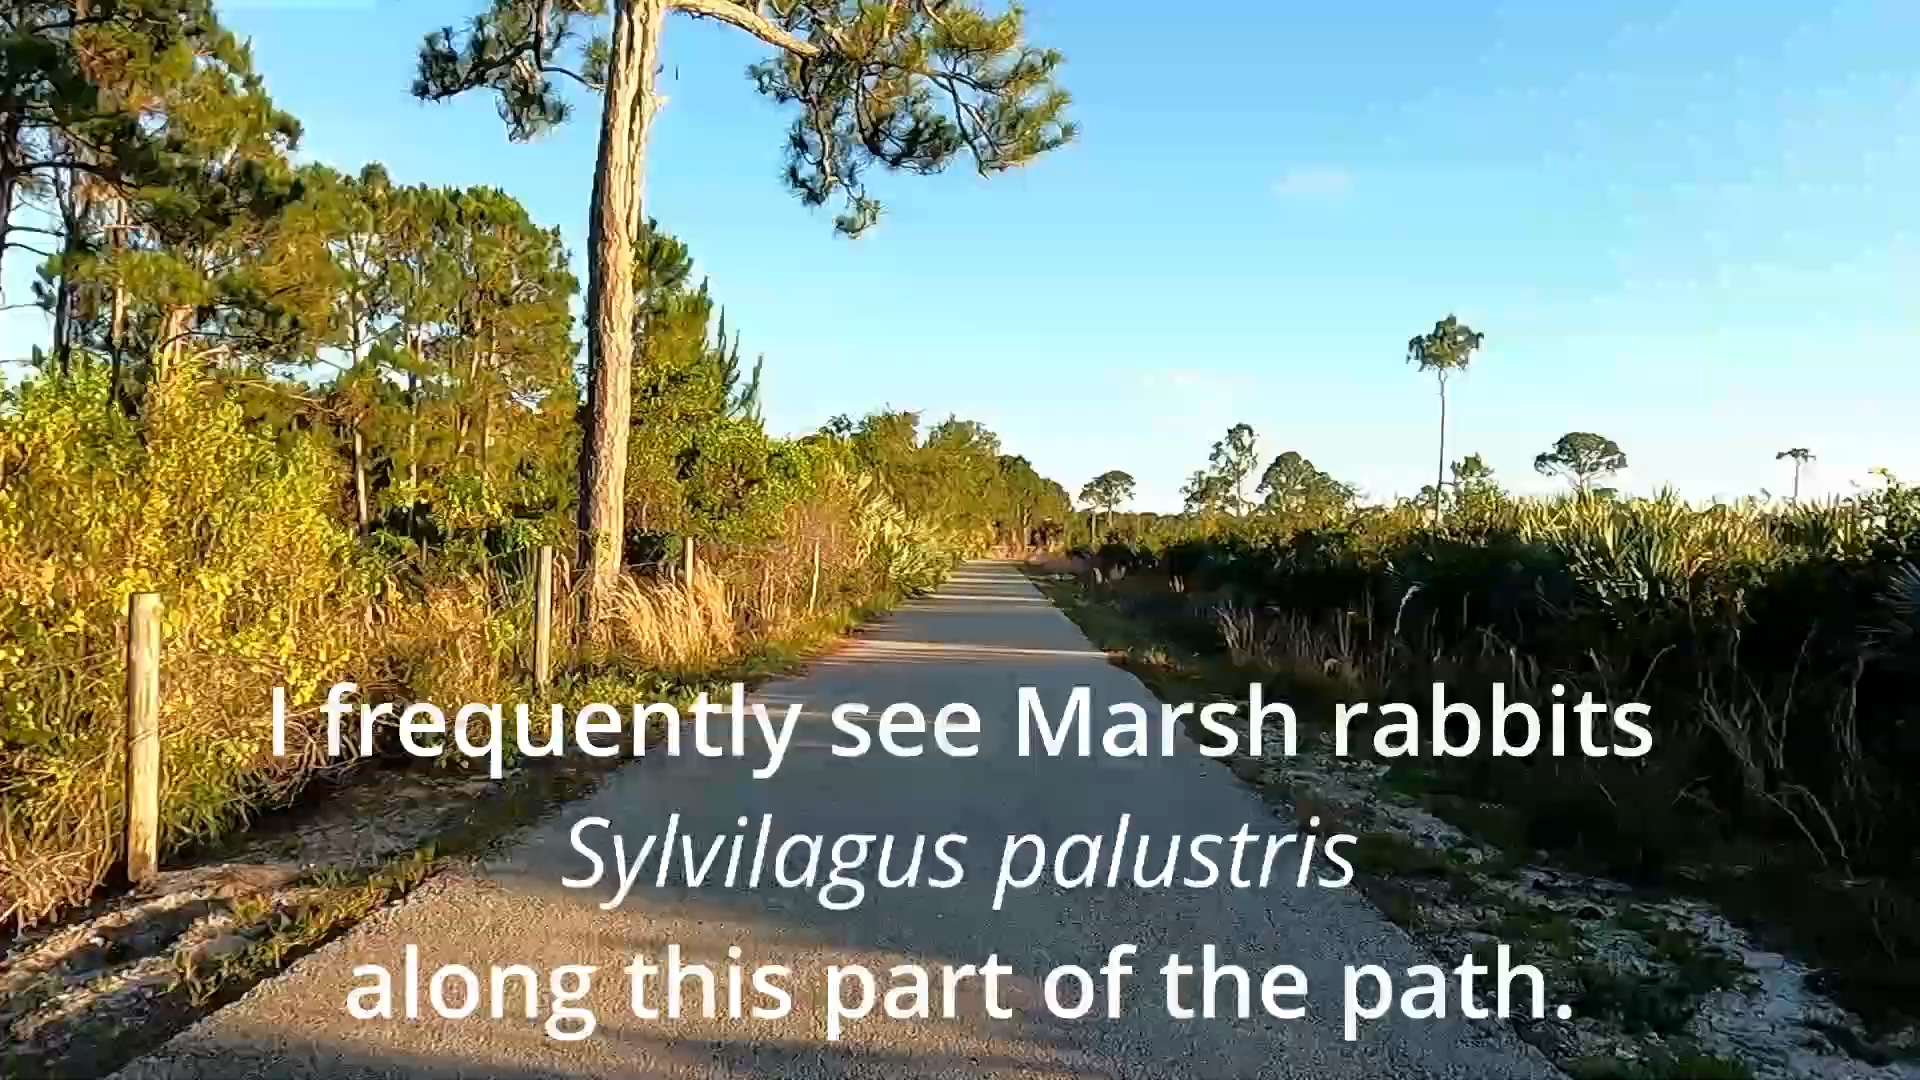 I frequently see Marsh rabbits
Sylvilagus palustris
along this part of the path.